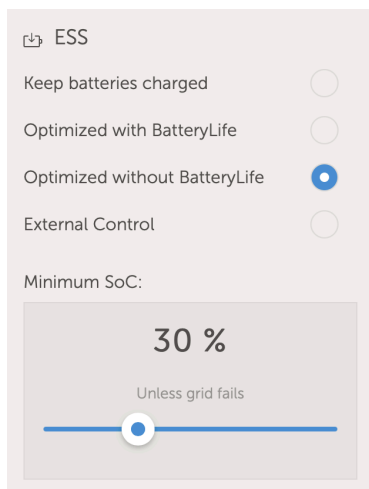 ESS
Keep batteries charged
Optimized with BatteryLife
Optimized without BatteryLife
External Control
Minimum SoC:
30 %
Unless grid fails